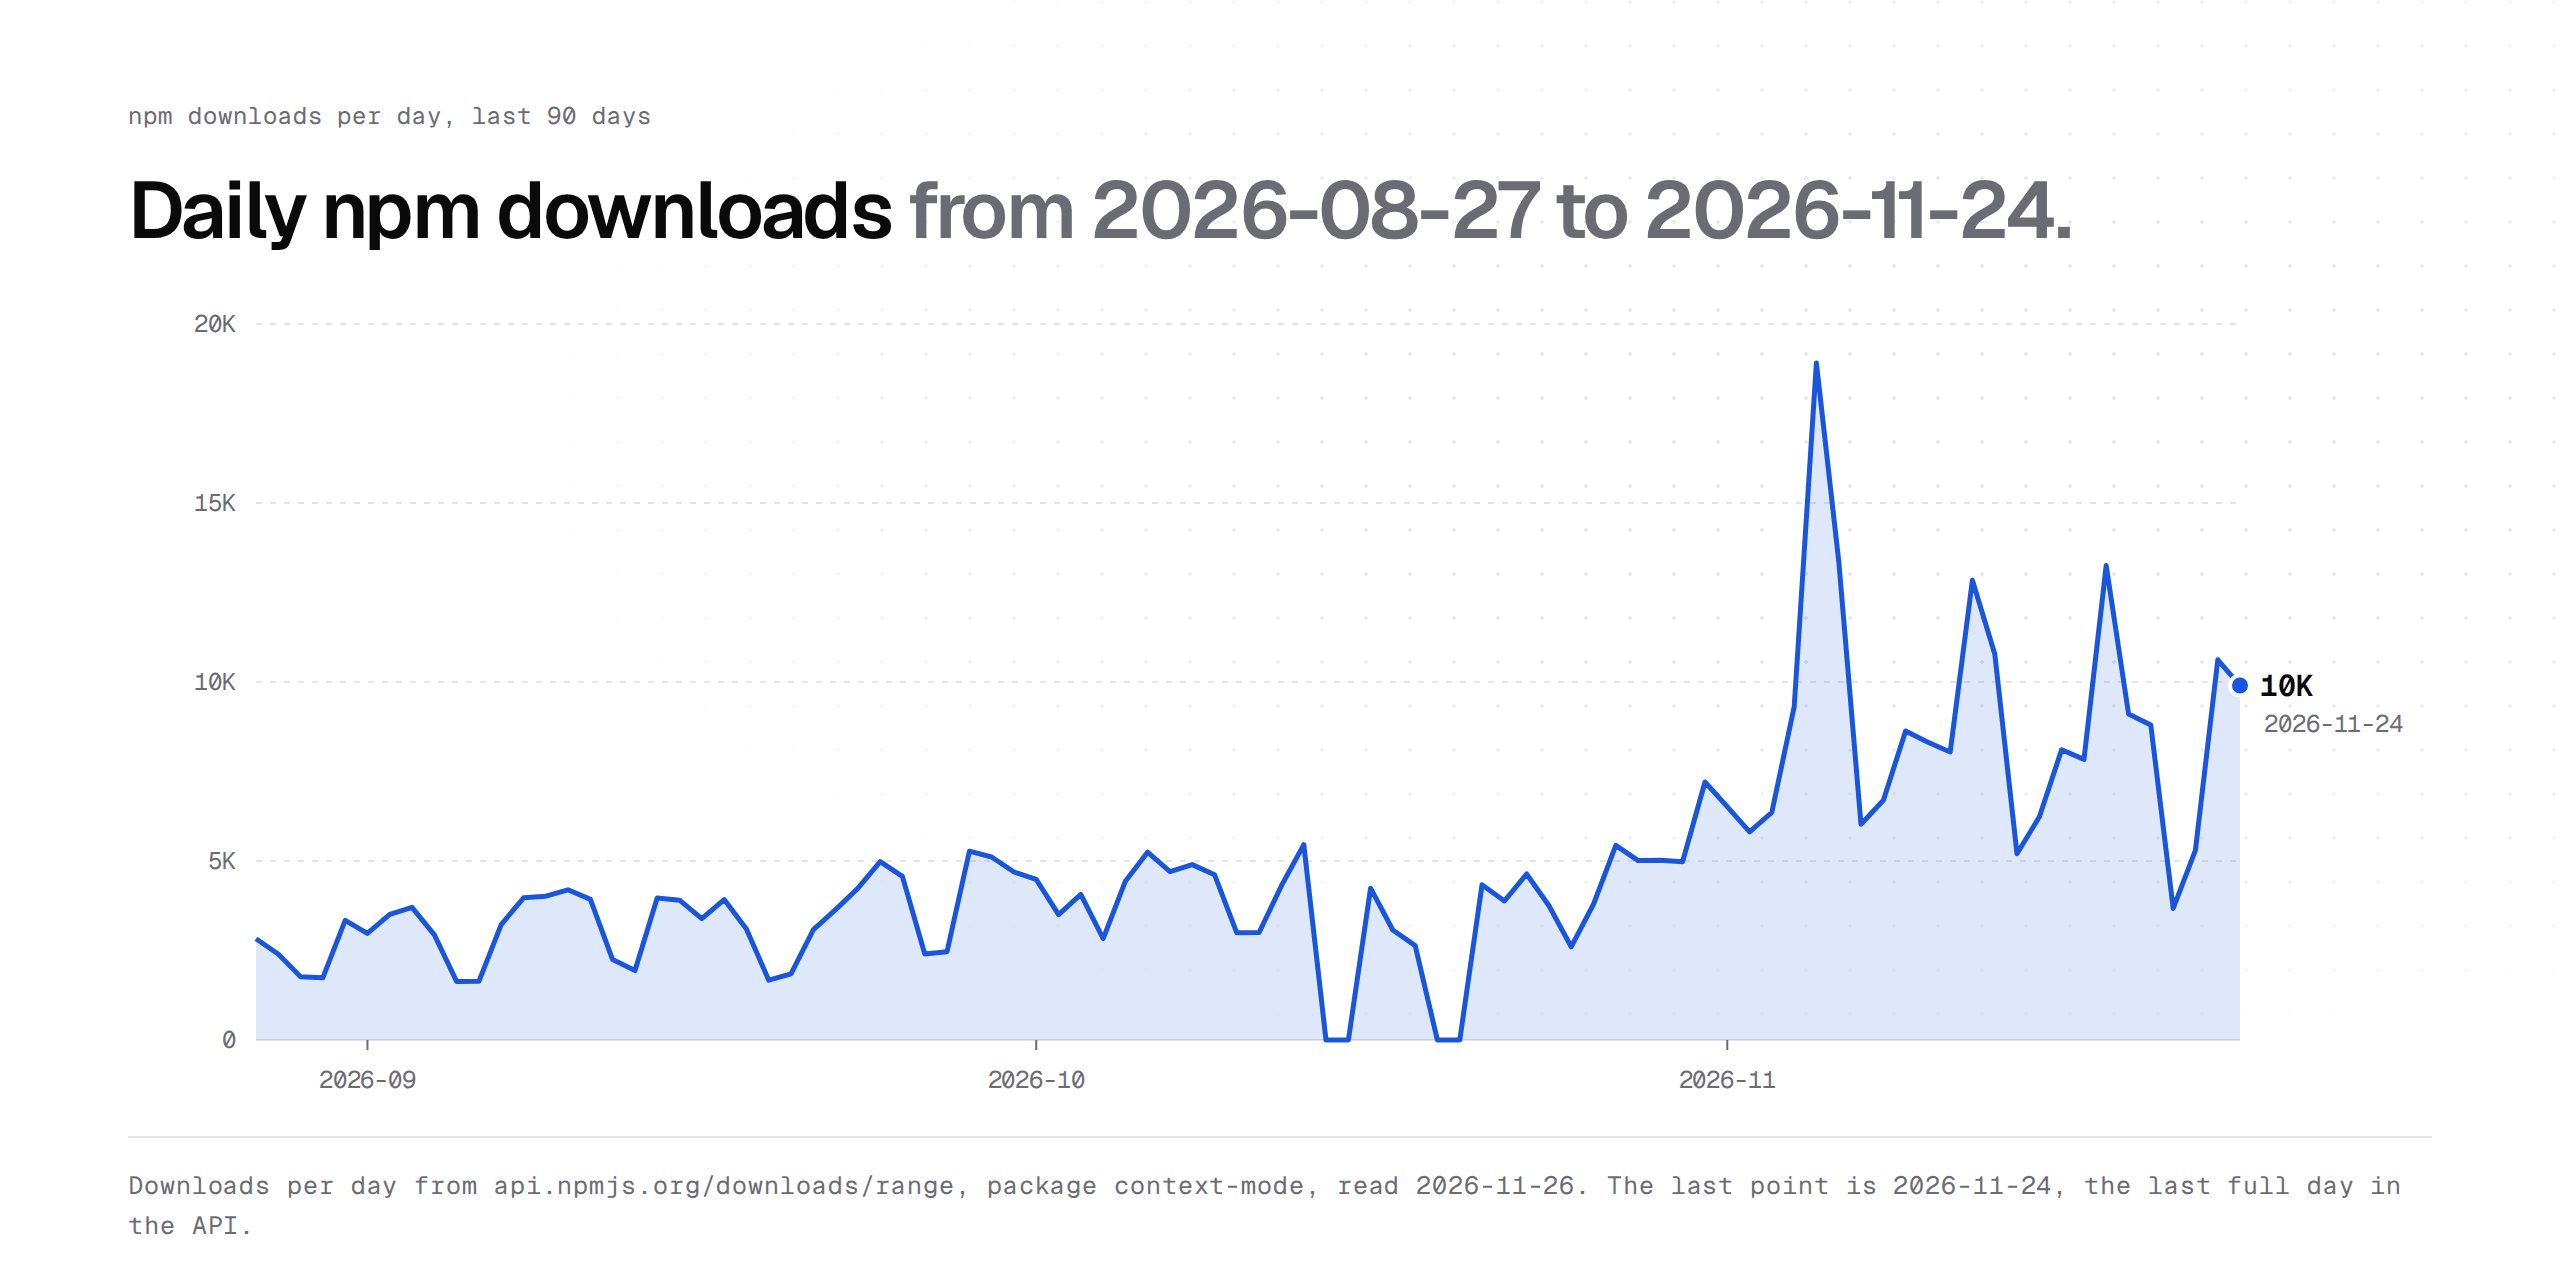 npm downloads per day, last 90 days
Daily npm downloads from 2026-08-27 to 2026-11-24.
20K
15K
10K
5K
0
10K
2026-11-24
2026-09
2026-10
2026-11
Downloads per day from api.npmjs.org/downloads/range, package context-mode, read 2026-11-26. The last point is 2026-11-24, the last full day in
the API.